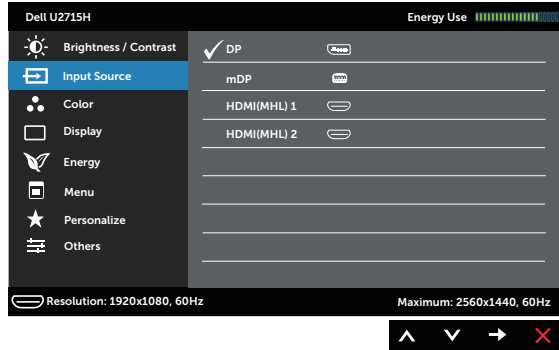 Dell U2715H Energy Use
Brightness / Contrast DP
Input Source mDP
Color HDMI(MHL) 1
Display HDMI(MHL) 2
Energy
Menu
Personalize
Others
Resolution: 1920x1080, 60Hz Maximum: 2560x1440, 60Hz